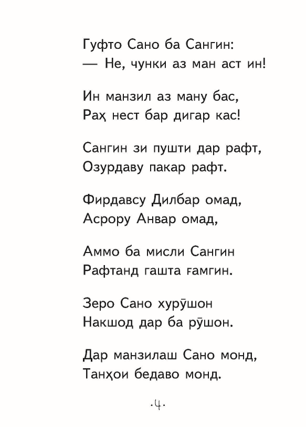 Гуфто Сано ба Сангин:
— Не, чунки аз ман аст ин!
Ин манзил аз ману бас,
Раҳ нест бар дигар кас!
Сангин зи пушти дар рафт,
Озурдаву пакар рафт.
Фирдавсу Дилбар омад,
Асрору Анвар омад,
Аммо ба мисли Сангин
Рафтанд гашта ғамгин.
Зеро Сано хурӯшон
Накшод дар ба рӯшон.
Дар манзилаш Сано монд,
Танҳои бедаво монд.
·4·